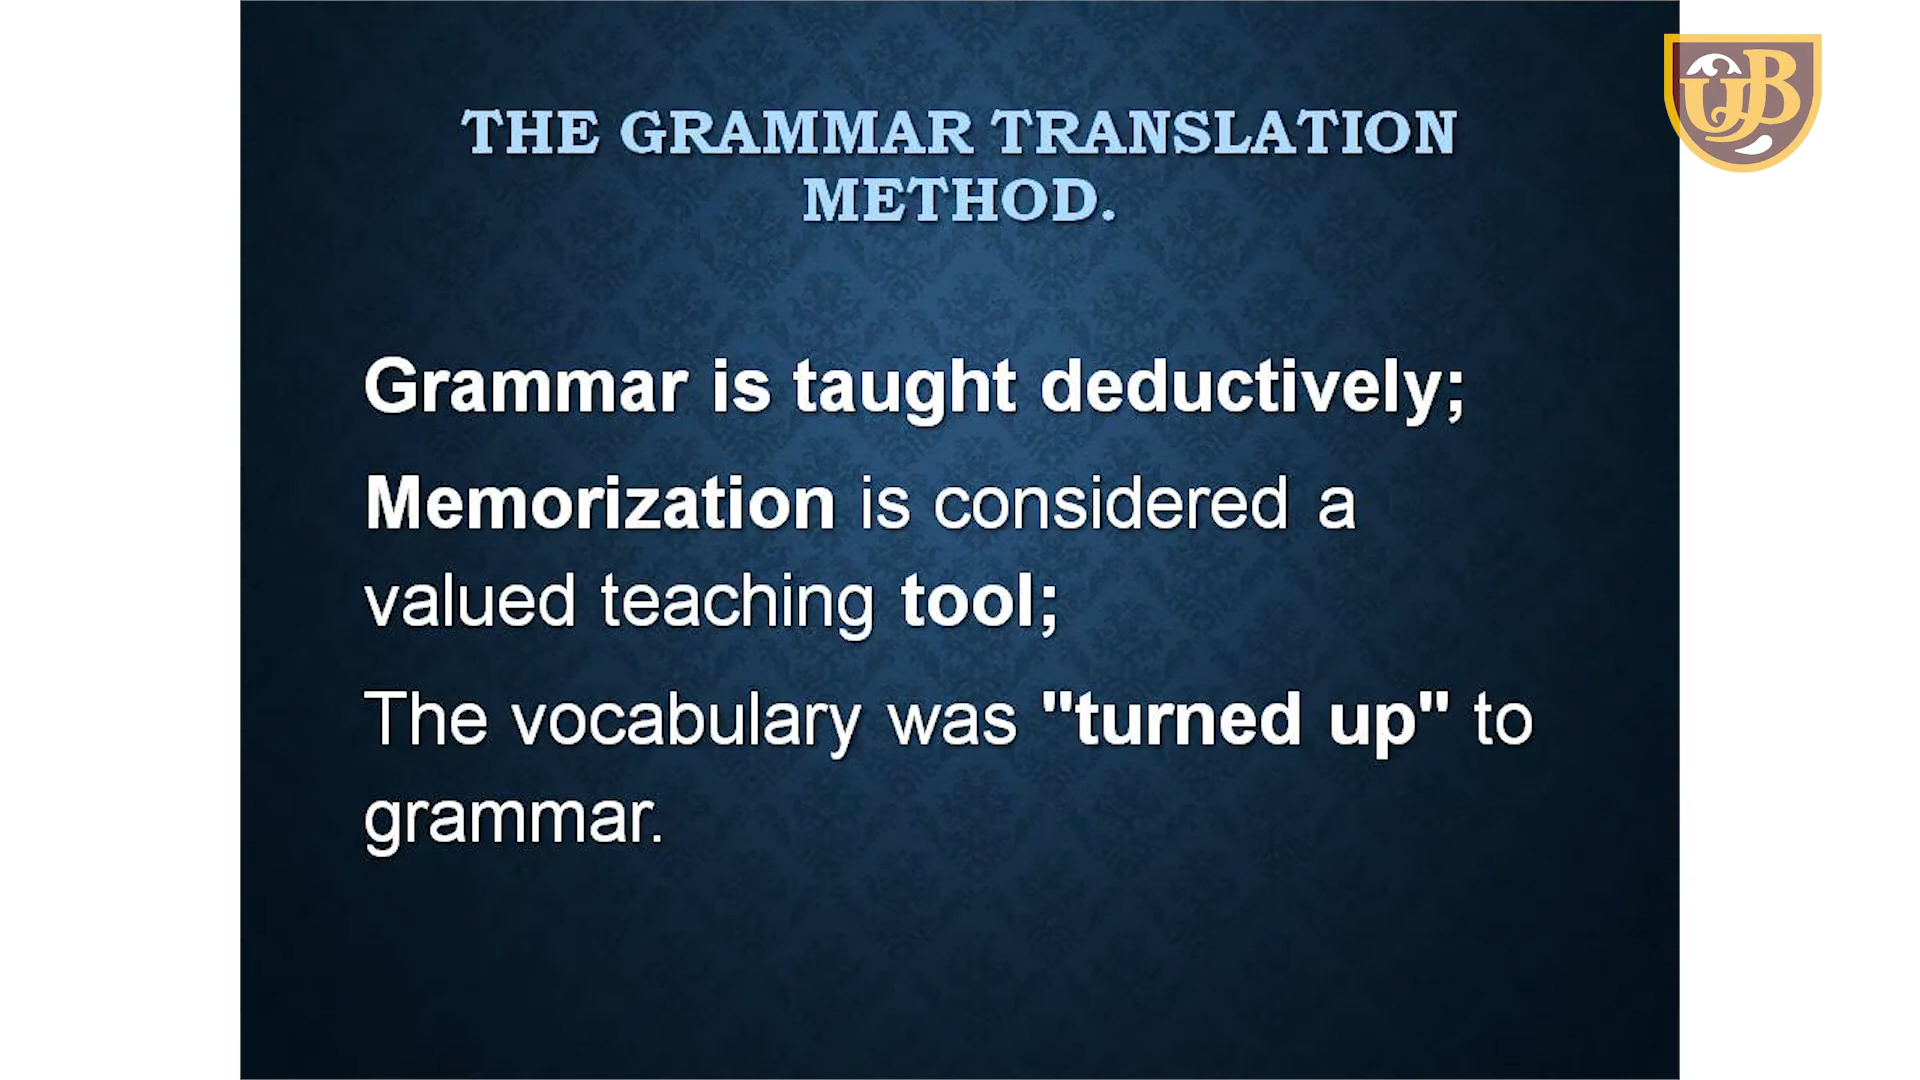 THE GRAMMAR TRANSLATION
METHOD.
Grammar is taught deductively;
Memorization is considered a
valued teaching tool;
The vocabulary was "turned up" to
grammar.